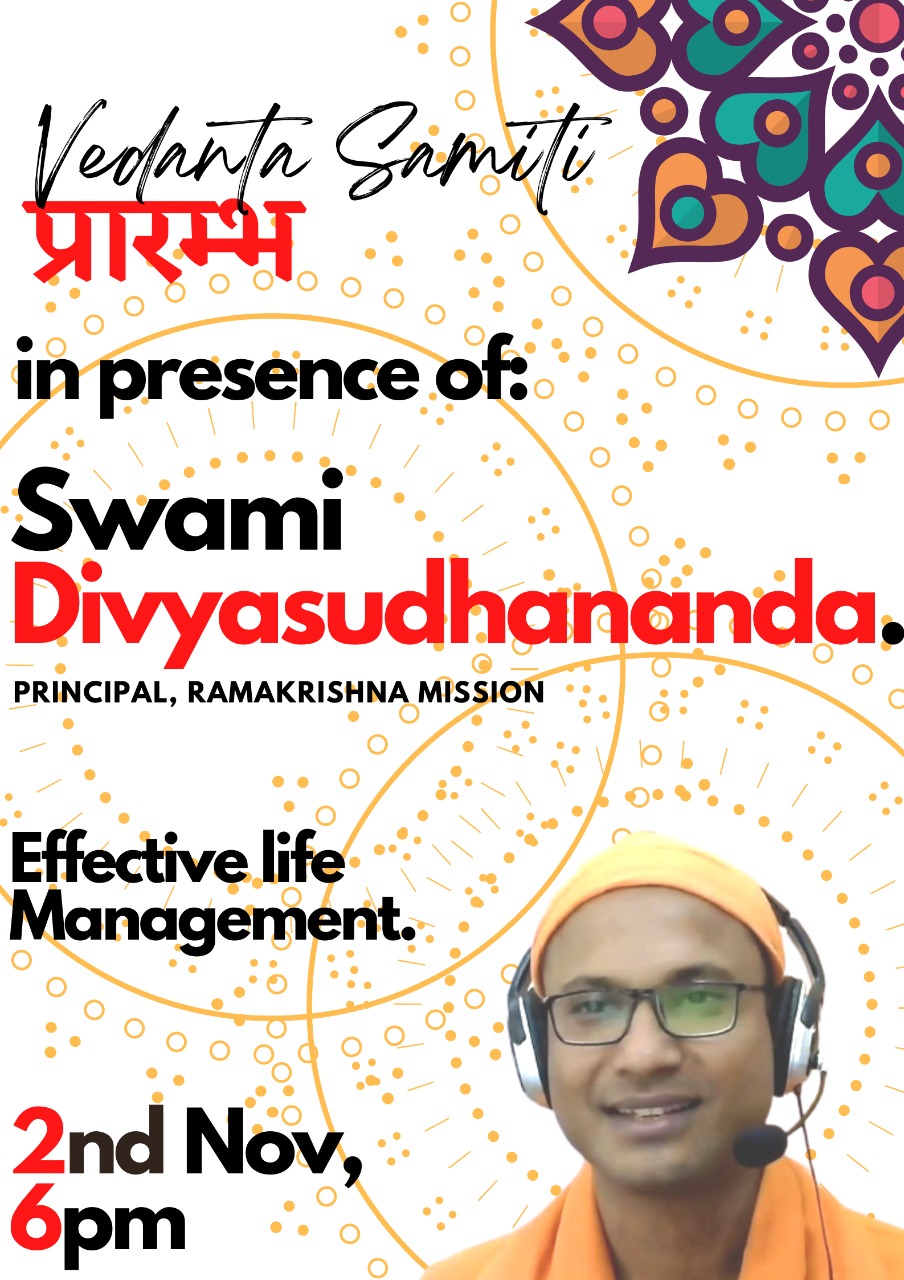 Vedanta Samiti
प्रारम्भ
in presence of:
Swami
Divyasudhananda.
PRINCIPAL, RAMAKRISHNA MISSION
Effective life
Management.
2nd Nov,
6pm